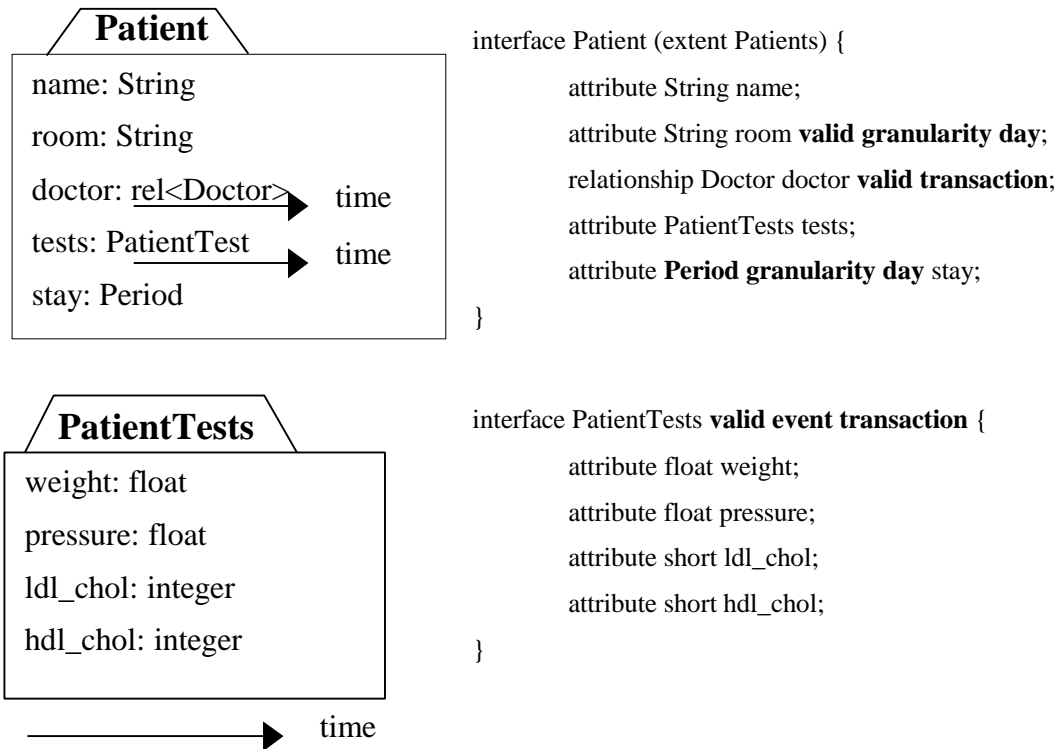 Patient
name: String
room: String
doctor: rel<Doctor>
time
tests: PatientTest
time
stay: Period
interface Patient (extent Patients) {
attribute String name;
attribute String room valid granularity day;
relationship Doctor doctor valid transaction;
attribute PatientTests tests;
attribute Period granularity day stay;
}
PatientTests
weight: float
pressure: float
ldl_chol: integer
hdl_chol: integer
time
interface PatientTests valid event transaction {
attribute float weight;
attribute float pressure;
attribute short ldl_chol;
attribute short hdl_chol;
}